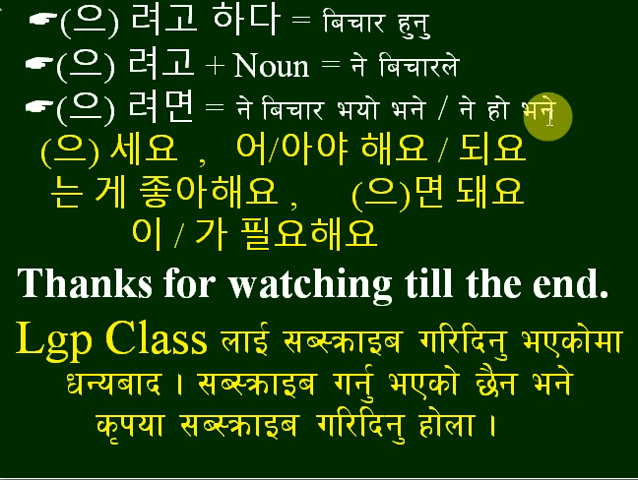 ☛(으) 려고 하다 = बिचार हुनु
☛(으) 려고 + Noun = ने बिचारले
☛(으) 려면 = ने बिचार भयो भने / ने हो भने
(으) 세요 , 어/아야 해요 / 되요
는 게 좋아해요 , (으)면 돼요
이 / 가 필요해요
Thanks for watching till the end.
Lgp Class लाई सब्स्क्राइब गरिदिनु भएकोमा
धन्यबाद । सब्स्क्राइब गर्नु भएको छैन भने
कृपया सब्स्क्राइब गरिदिनु होला ।